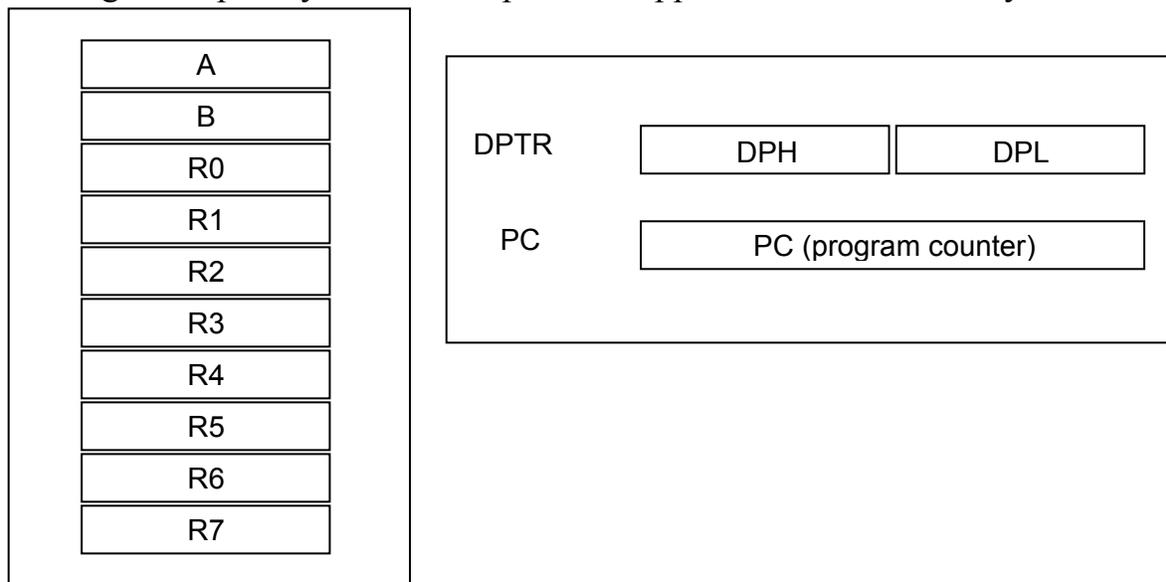 A
B
R0
R1
R2
R3
R4
R5
R6
R7
DPTR
DPH
DPL
PC
PC (program counter)